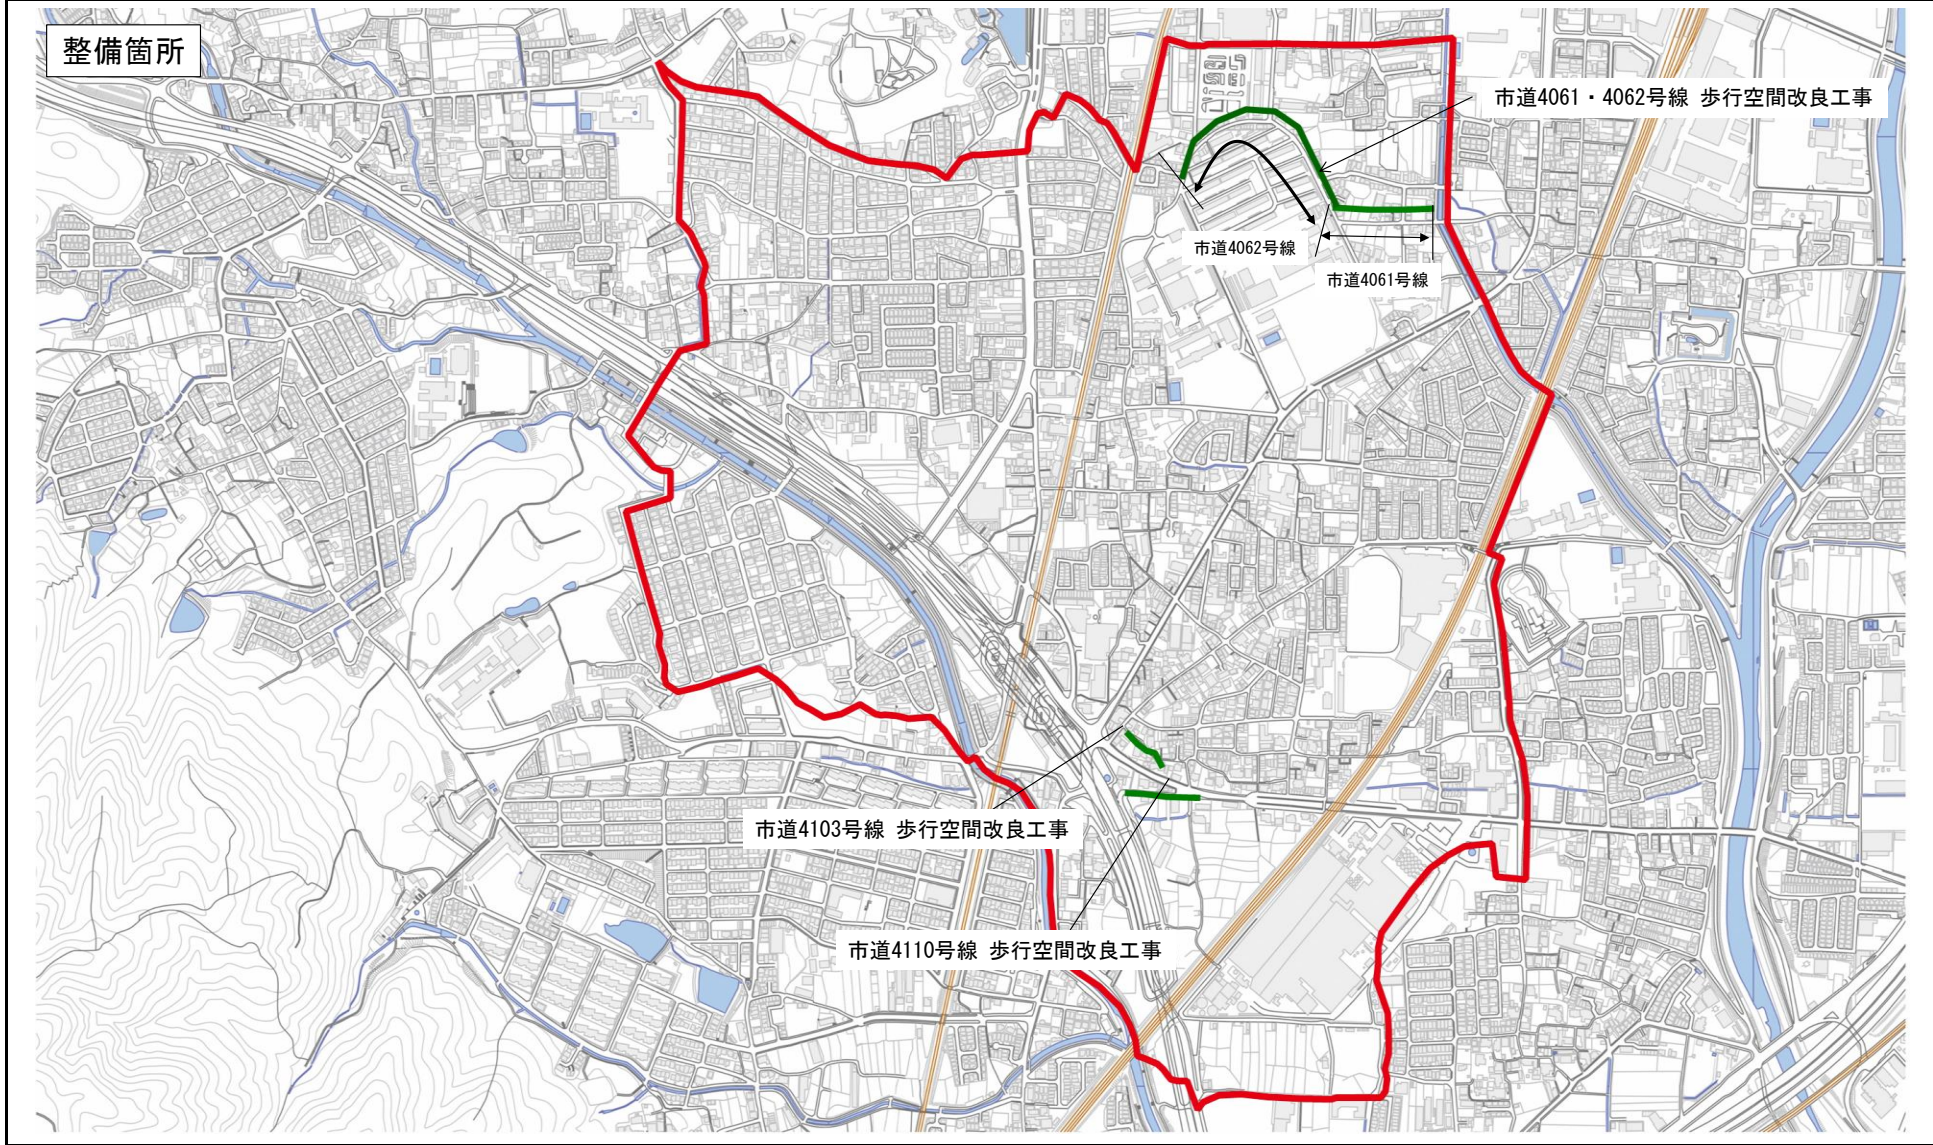 整備箇所
市道4061・4062号線 歩行空間改良工事
市道4062号線
市道4061号線
市道4103号線 歩行空間改良工事
市道4110号線 歩行空間改良工事